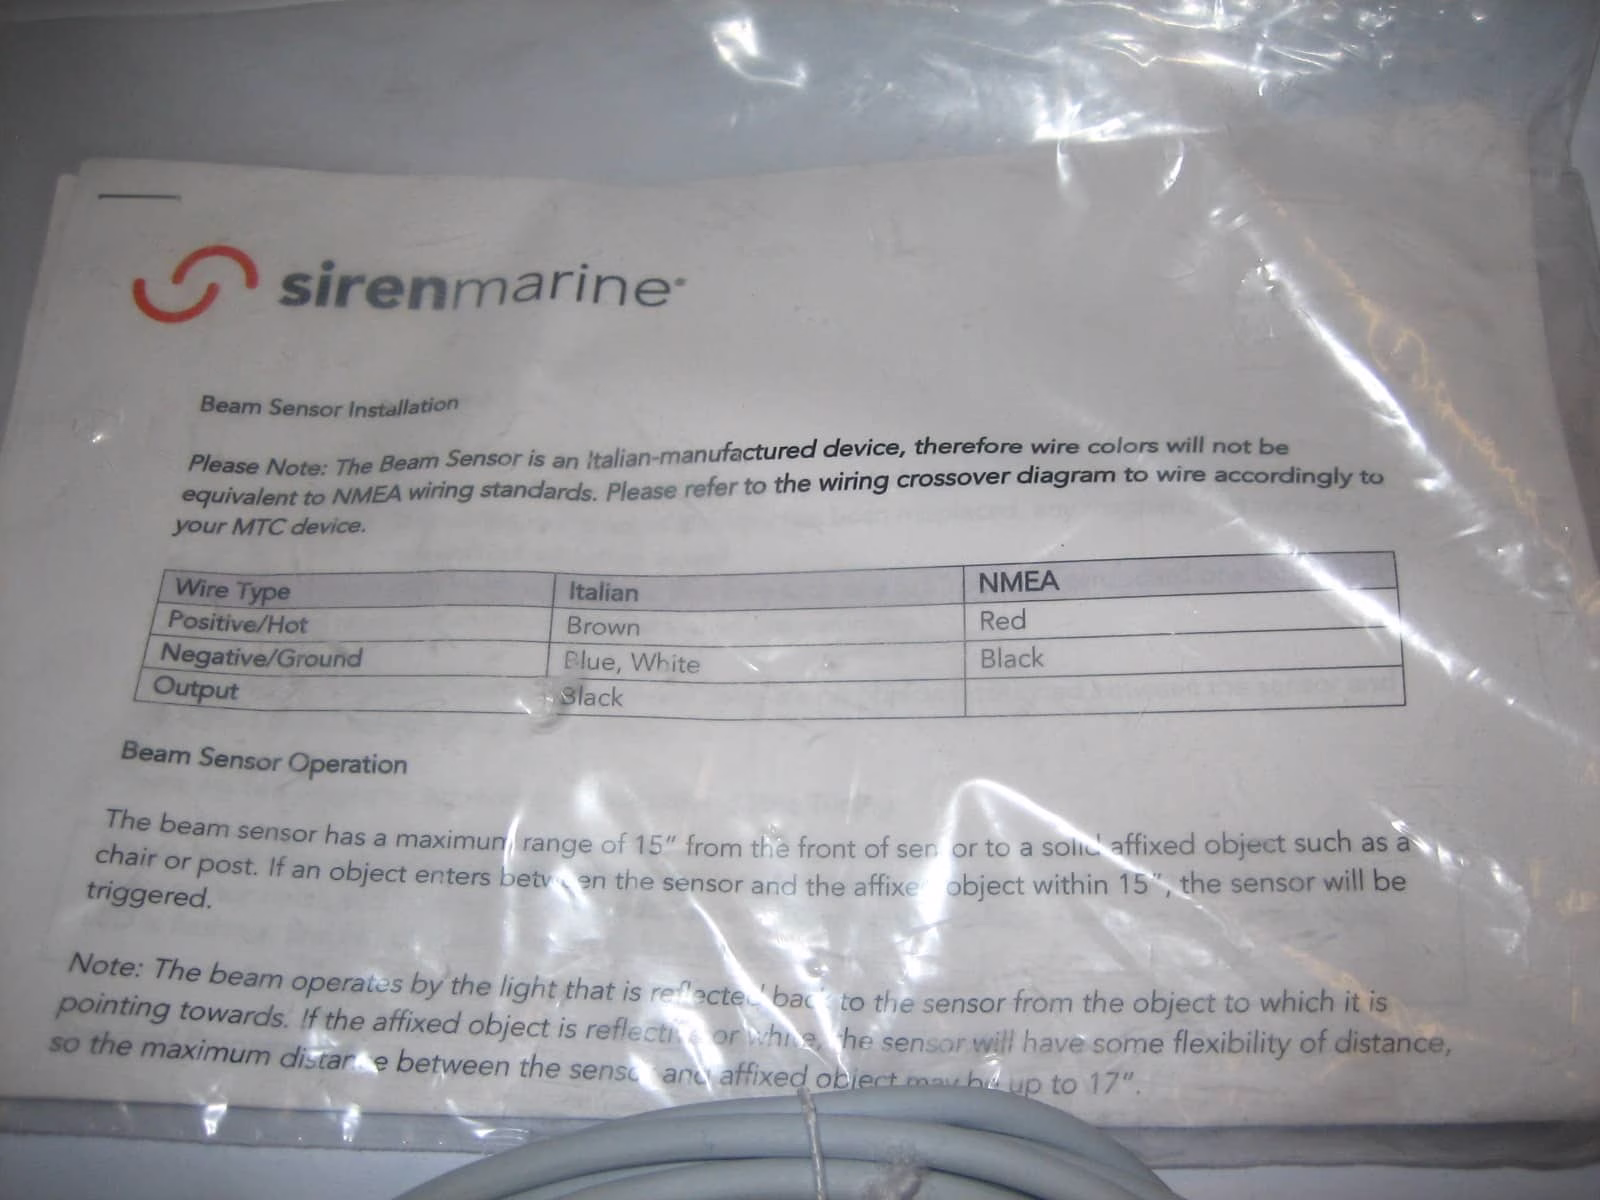 sirenmarine
Beam Sensor Installation
Please Note: The Beam Sensor is an Italian-manufactured device, therefore wire colors will not be
equivalent to NMEA wiring standards. Please refer to the wiring crossover diagram to wire accordingly to
your MTC device.
Wire Type Italian NMEA
Positive/Hot Brown Red
Negative/Ground Blue, White Black
Output Black
Beam Sensor Operation
The beam sensor has a maximum range of 15" from the front of sensor to a solid affixed object such as a
chair or post. If an object enters between the sensor and the affixed object within 15", the sensor will be
triggered.
Note: The beam operates by the light that is reflected back to the sensor from the object to which it is
pointing towards. If the affixed object is reflective or white, the sensor will have some flexibility of distance,
so the maximum distance between the sensor and affixed object may be up to 17".